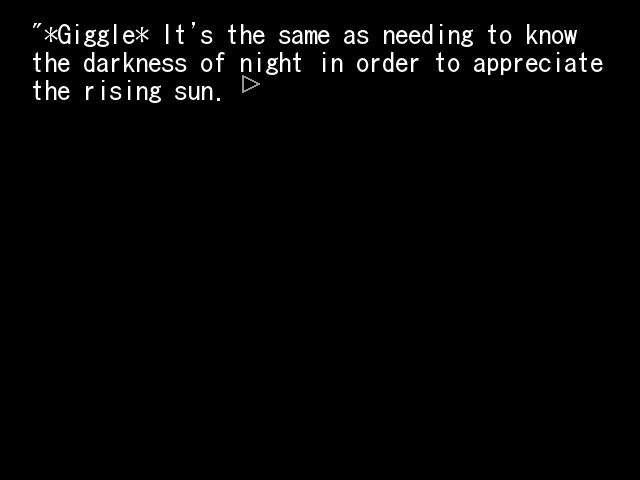 "*Giggle* It's the same as needing to know
the darkness of night in order to appreciate
the rising sun.